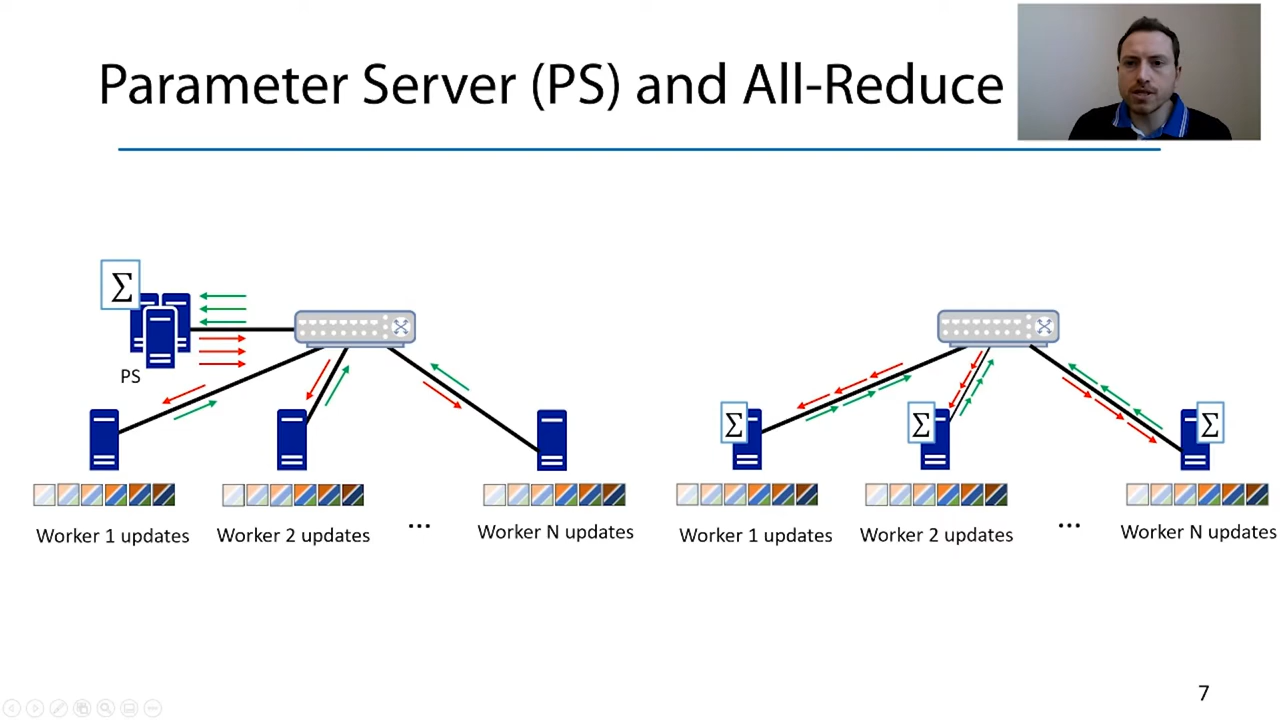 Parameter Server (PS) and All-Reduce
Σ
PS
Worker 1 updates
Worker 2 updates
...
Worker N updates
Σ
Σ
Σ
Worker 1 updates
Worker 2 updates
...
Worker N updates
7